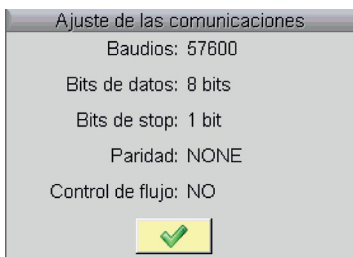 Ajuste de las comunicaciones
Baudios: 57600
Bits de datos: 8 bits
Bits de stop: 1 bit
Paridad: NONE
Control de flujo: NO